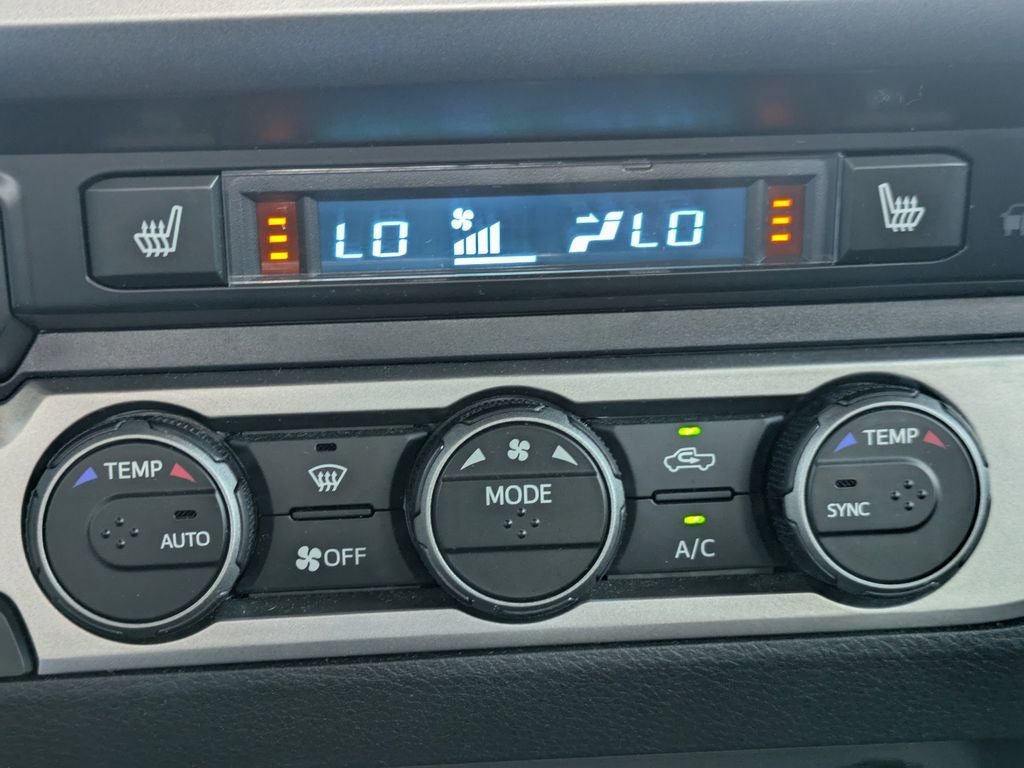 LO LO
TEMP
AUTO
OFF
MODE
A/C
TEMP
SYNC